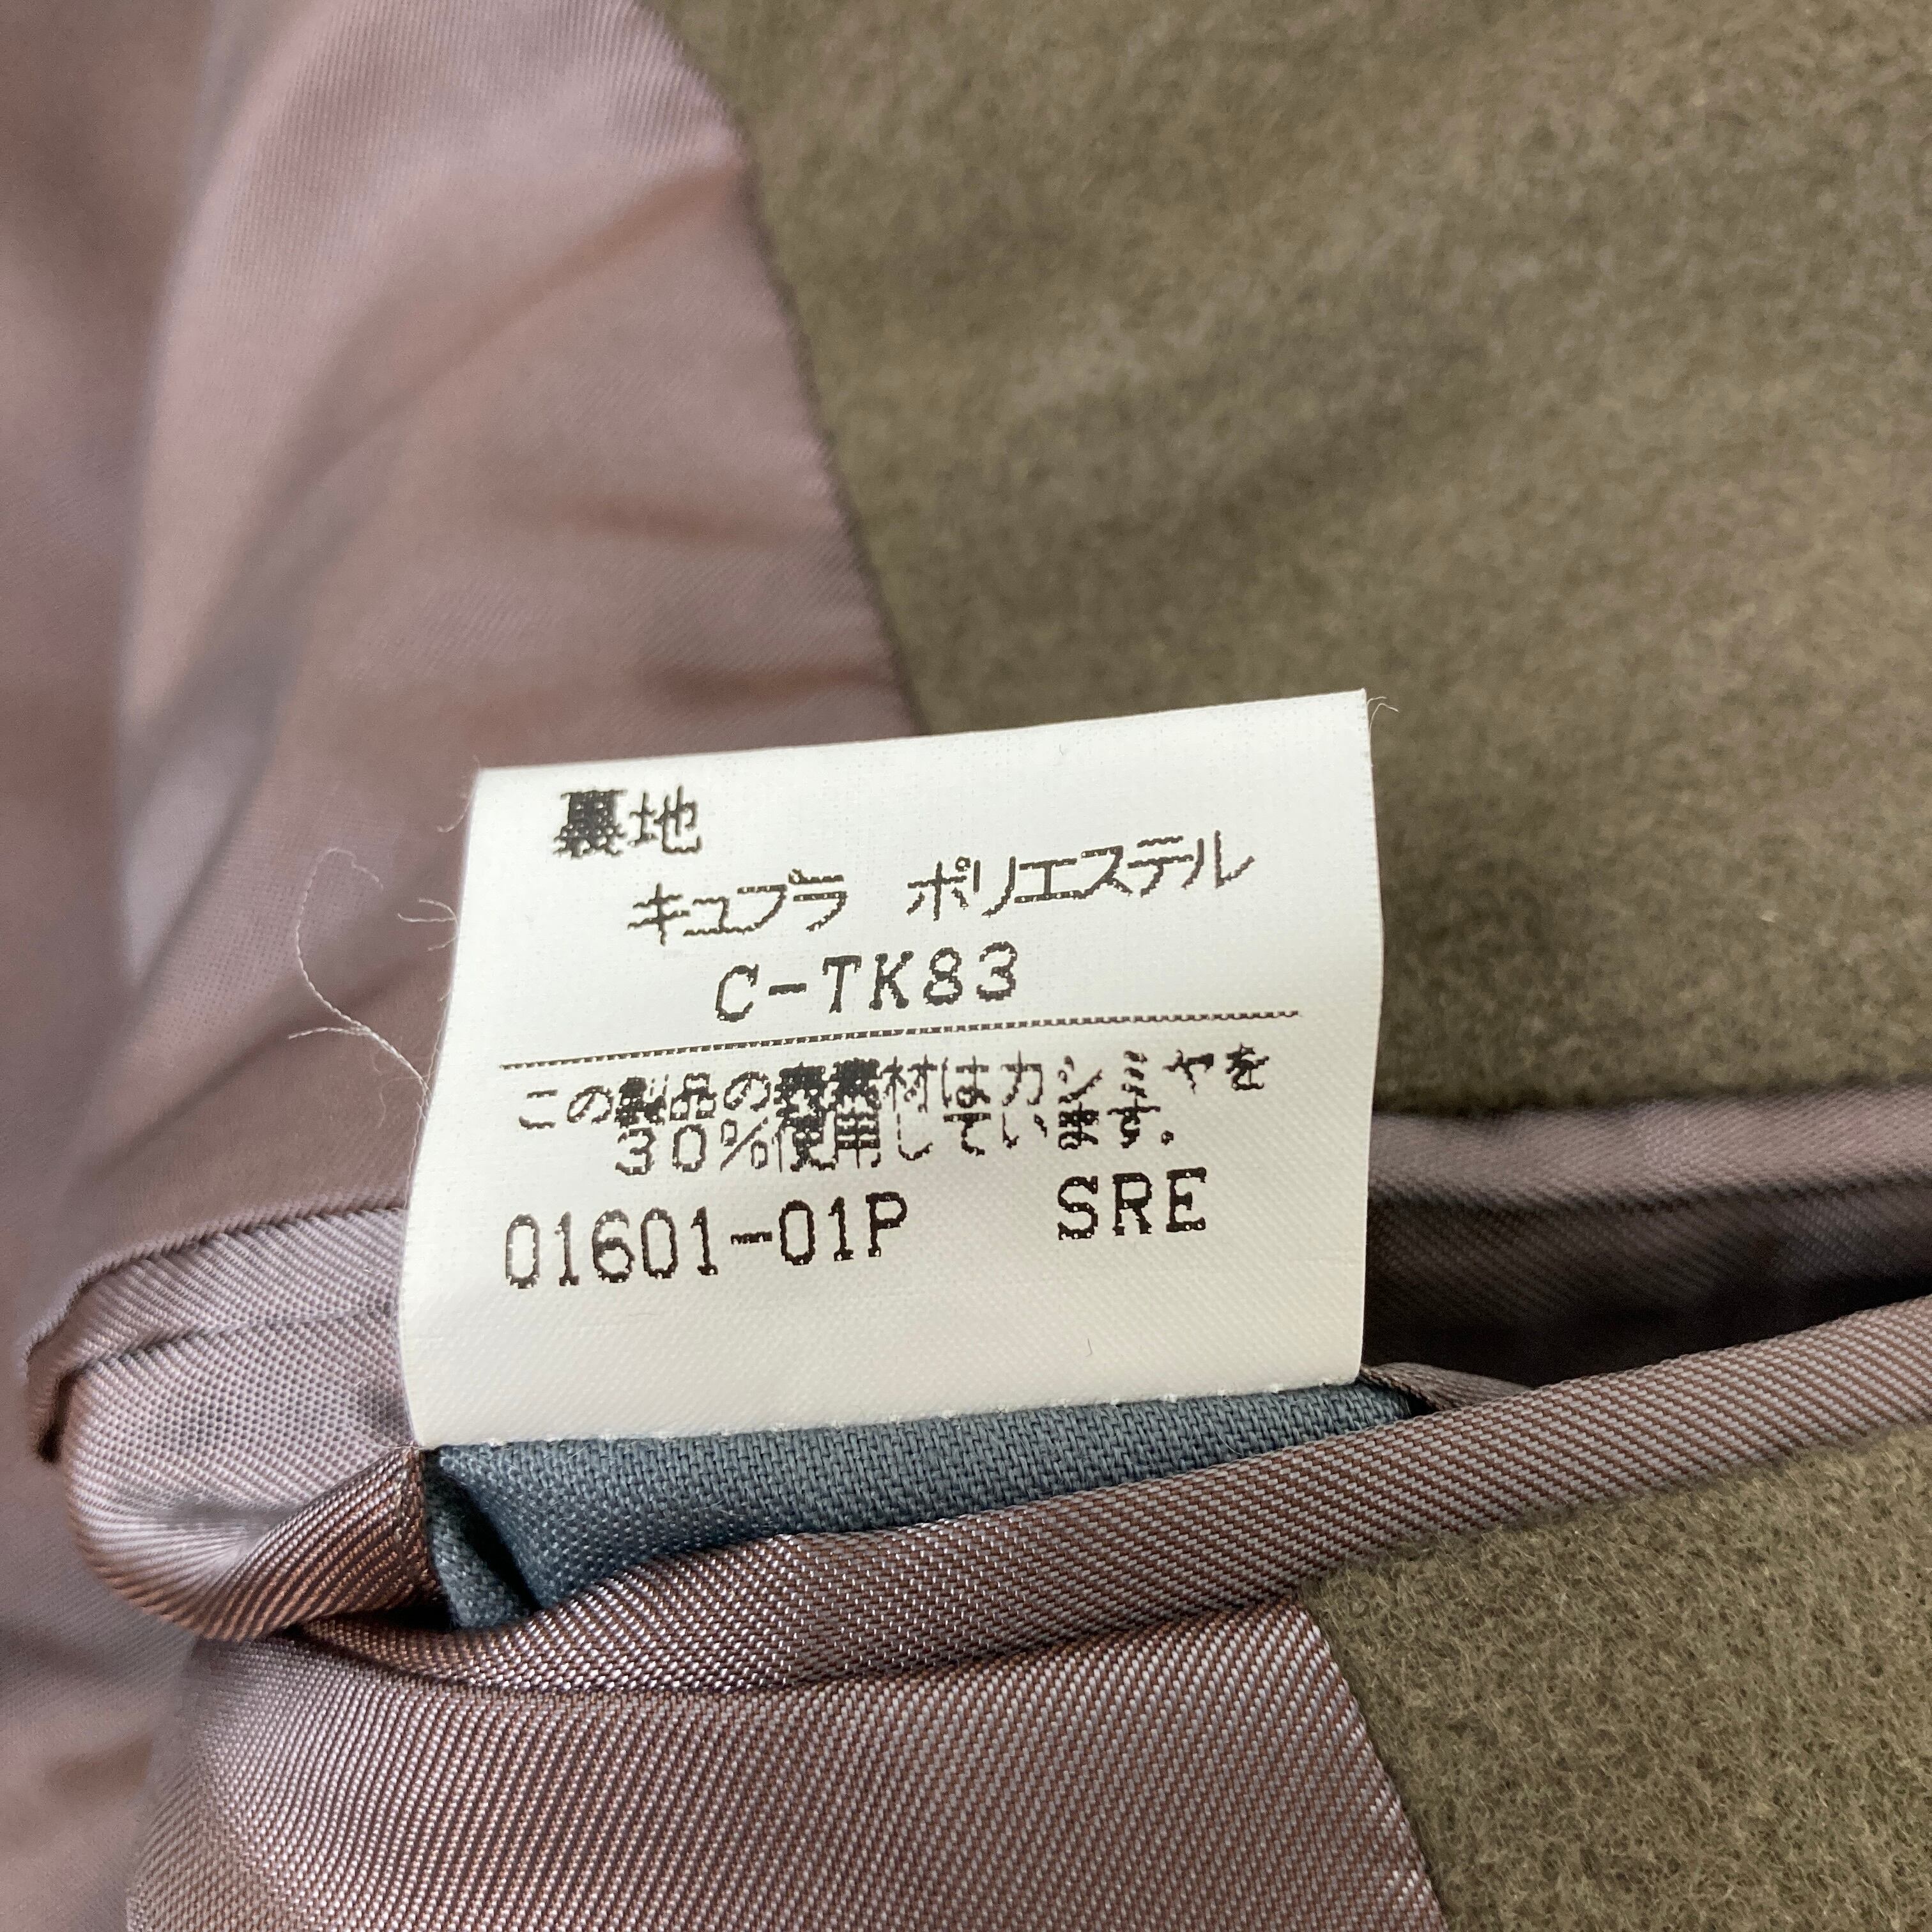 裏地
キュプラ ポリエステル
C-TK83
この製品の表素材はカシミヤを
30%使用しています.
01601-01P SRE